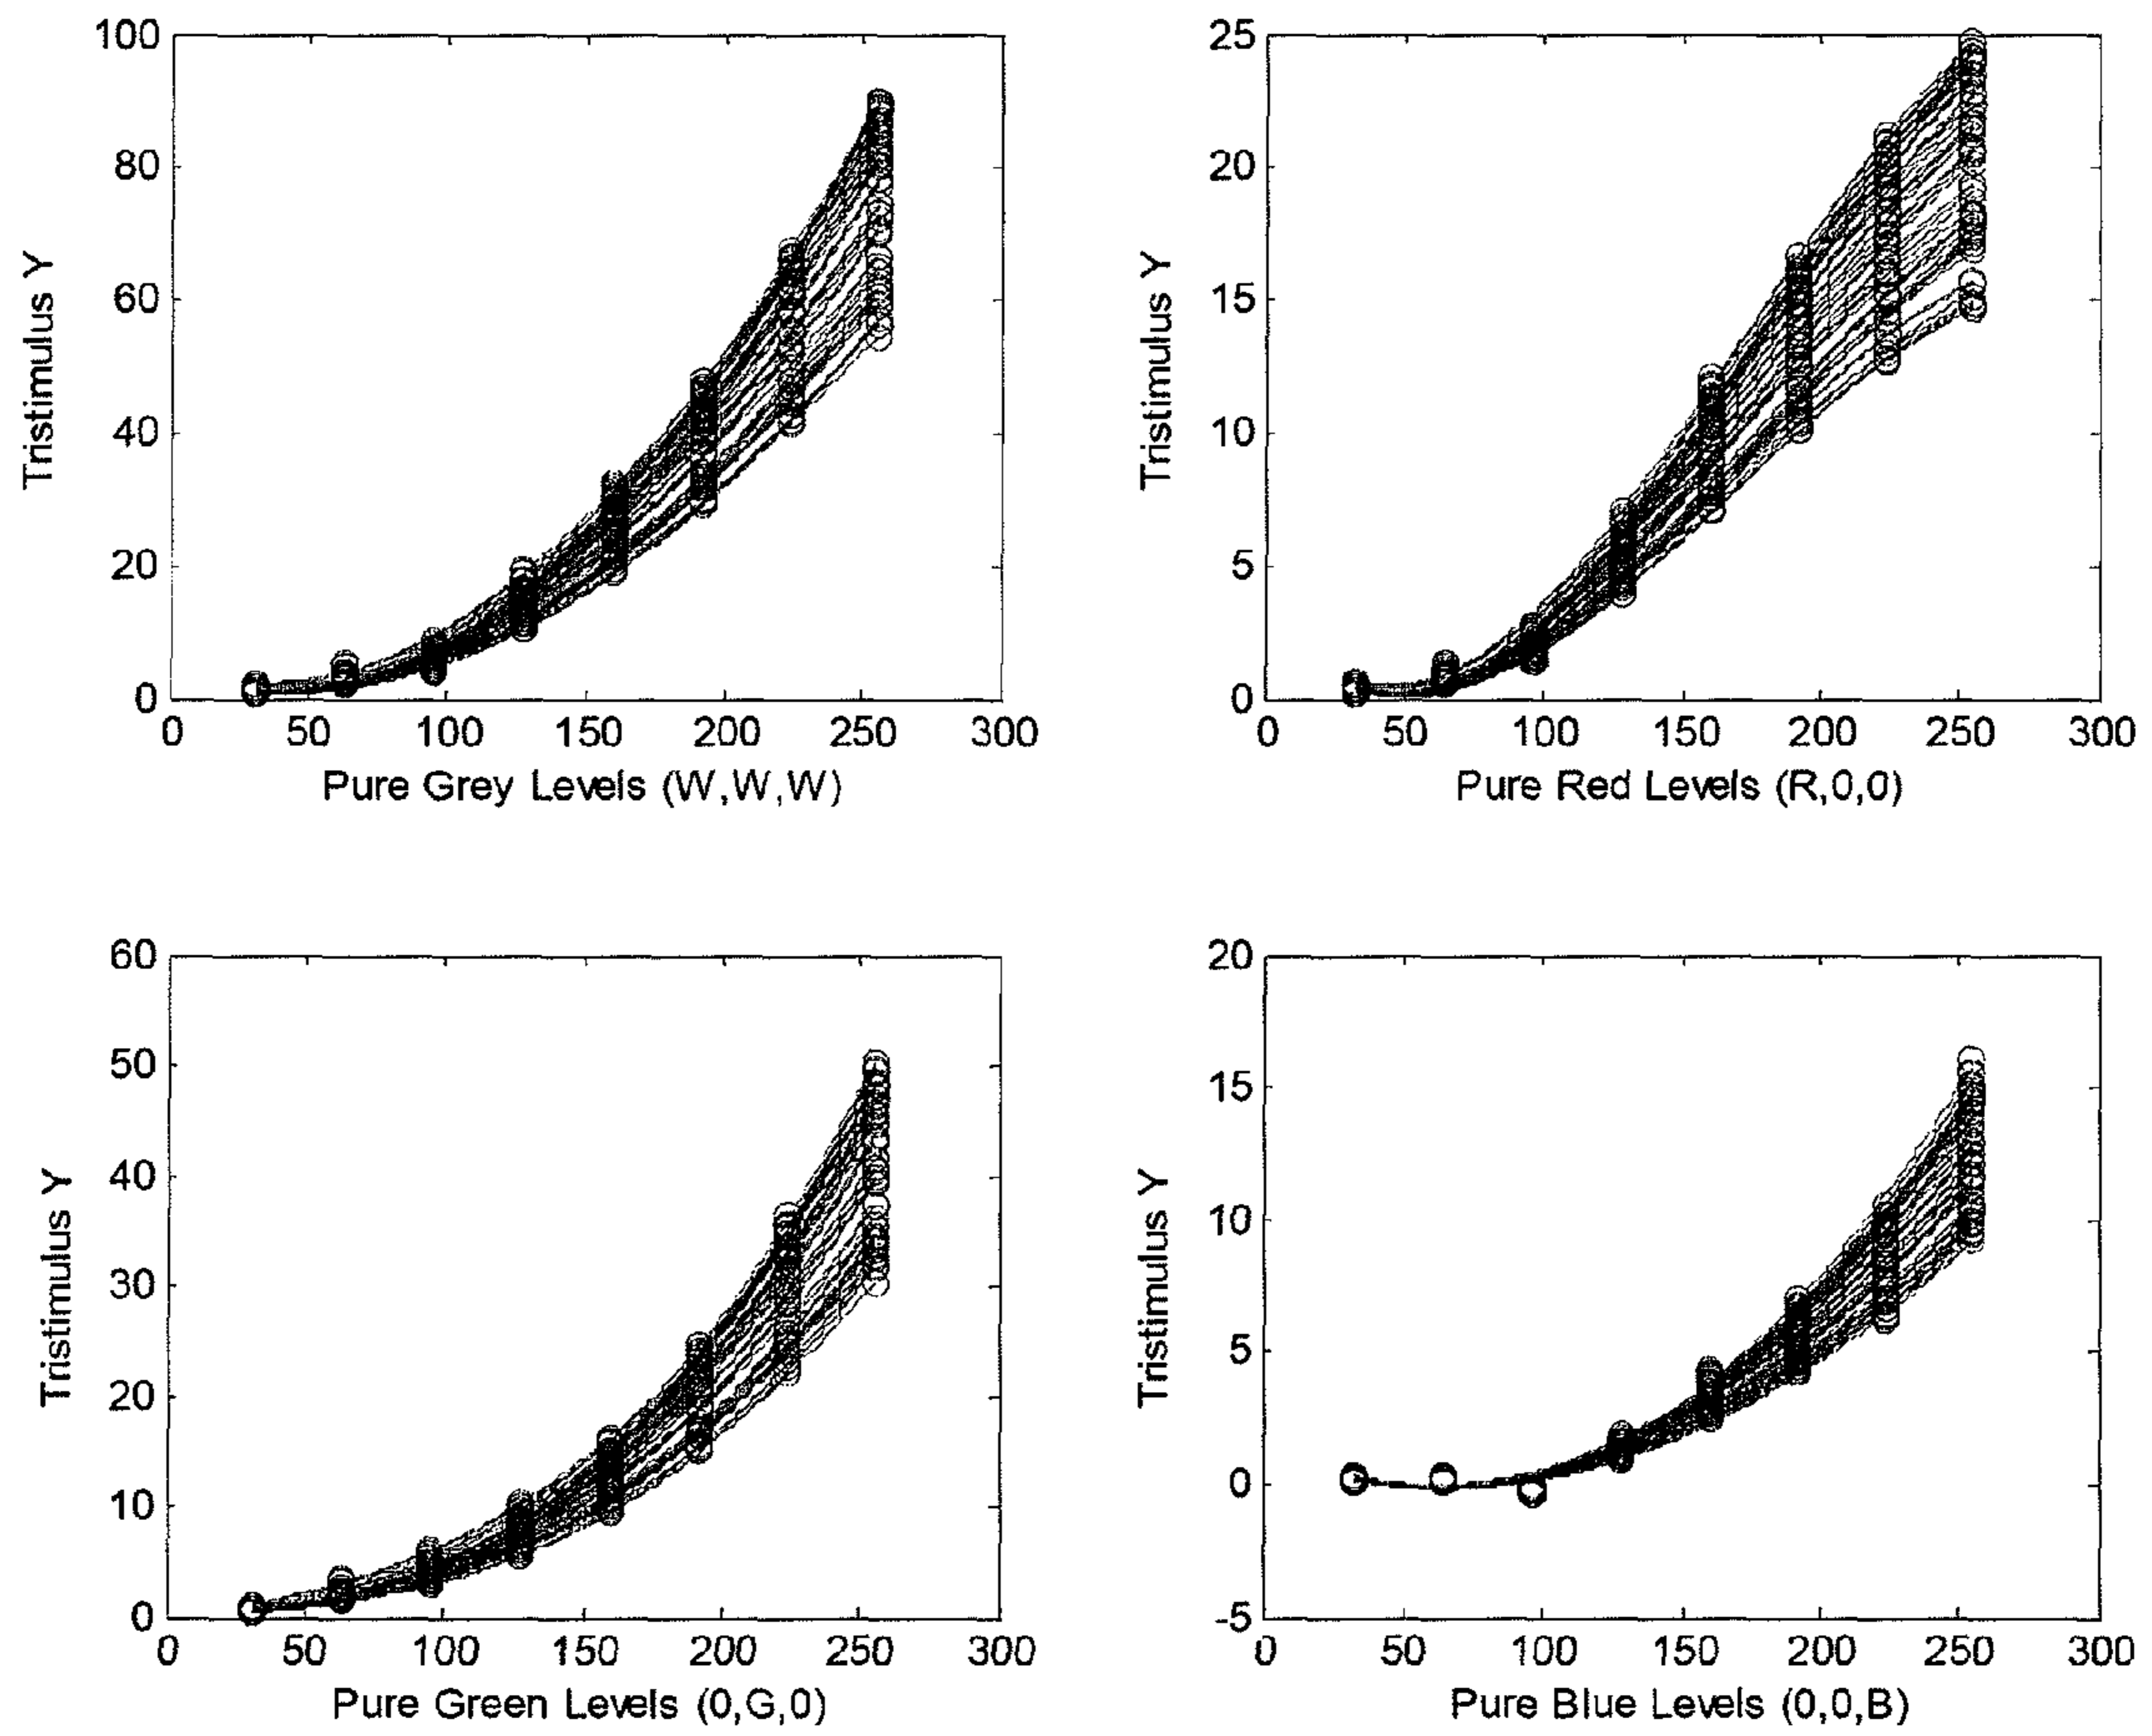 100
80
60
40
20
0
0 50 100 150 200 250 300
Tristimulus Y
Pure Grey Levels (W,W,W)
25
20
15
10
5
0
0 50 100 150 200 250 300
Tristimulus Y
Pure Red Levels (R,0,0)
60
50
40
30
20
10
0
0 50 100 150 200 250 300
Tristimulus Y
Pure Green Levels (0,G,0)
20
15
10
5
0
-5
0 50 100 150 200 250 300
Tristimulus Y
Pure Blue Levels (0,0,B)